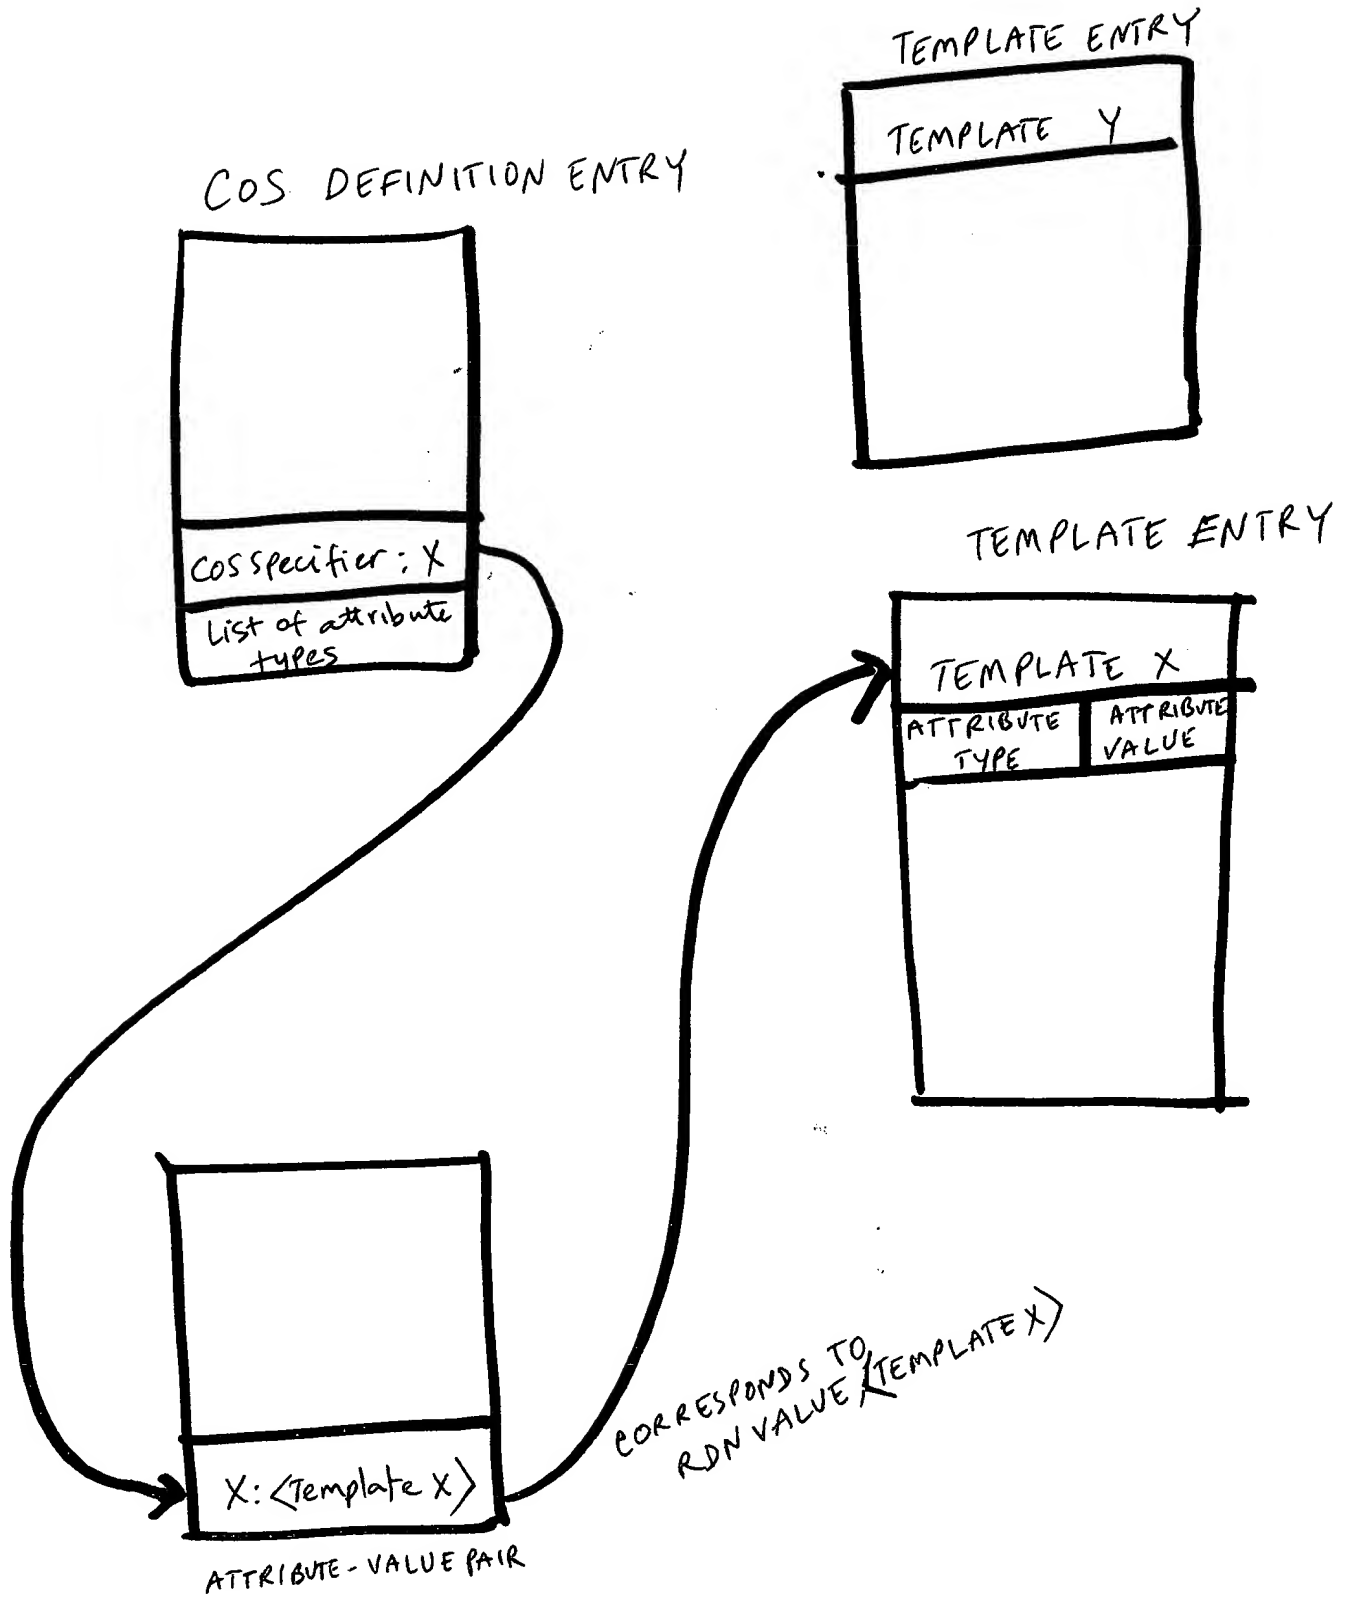 TEMPLATE ENTRY
TEMPLATE Y
COS DEFINITION ENTRY
cosspecifier: X
List of attribute
types
TEMPLATE ENTRY
TEMPLATE X
ATTRIBUTE
TYPE
ATTRIBUTE
VALUE
X: <Template X>
ATTRIBUTE-VALUE PAIR
CORRESPONDS TO
RDN VALUE <TEMPLATE X>